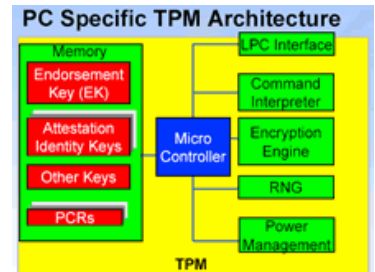 PC Specific TPM Architecture
Memory
Endorsement
Key (EK)
Attestation
Identity Keys
Other Keys
PCRs
Micro
Controller
LPC Interface
Command
Interpreter
Encryption
Engine
RNG
Power
Management
TPM